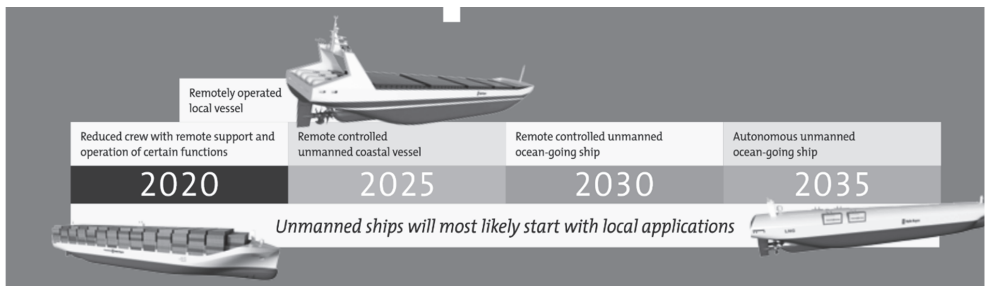 Remotely operated
local vessel
Reduced crew with remote support and
operation of certain functions
Remote controlled
unmanned coastal vessel
Remote controlled unmanned
ocean-going ship
Autonomous unmanned
ocean-going ship
2020
2025
2030
2035
Unmanned ships will most likely start with local applications